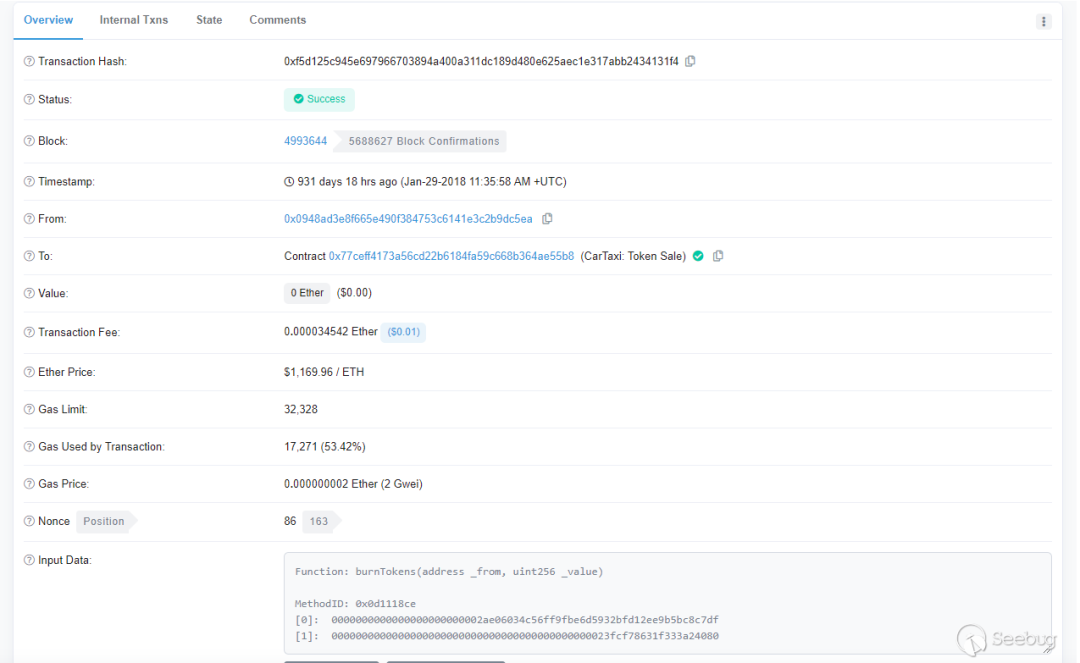 Overview Internal Txns State Comments
Transaction Hash: 0xf5d125c945e697966703894a400a311dc189d480e625aec1e317abb2434131f4
Status: Success
Block: 4993644 5688627 Block Confirmations
Timestamp: 931 days 18 hrs ago (Jan-29-2018 11:35:58 AM +UTC)
From: 0x0948ad3e8f665e490f384753c6141e3c2b9dc5ea
To: Contract 0x77ceff4173a56cd22b6184fa59c668b364ae55b8 (CarTaxi: Token Sale)
Value: 0 Ether ($0.00)
Transaction Fee: 0.000034542 Ether ($0.01)
Ether Price: $1,169.96 / ETH
Gas Limit: 32,328
Gas Used by Transaction: 17,271 (53.42%)
Gas Price: 0.000000002 Ether (2 Gwei)
Nonce Position 86 163
Input Data:
Function: burnTokens(address _from, uint256 _value)
MethodID: 0x0d1118ce
[0]: 0000000000000000000000002ae06034c56ff9fbe6d5932bfd12ee9b5bc8c7df
[1]: 00000000000000000000000000000000000000000000023fcf78631f333a24080
Seebug